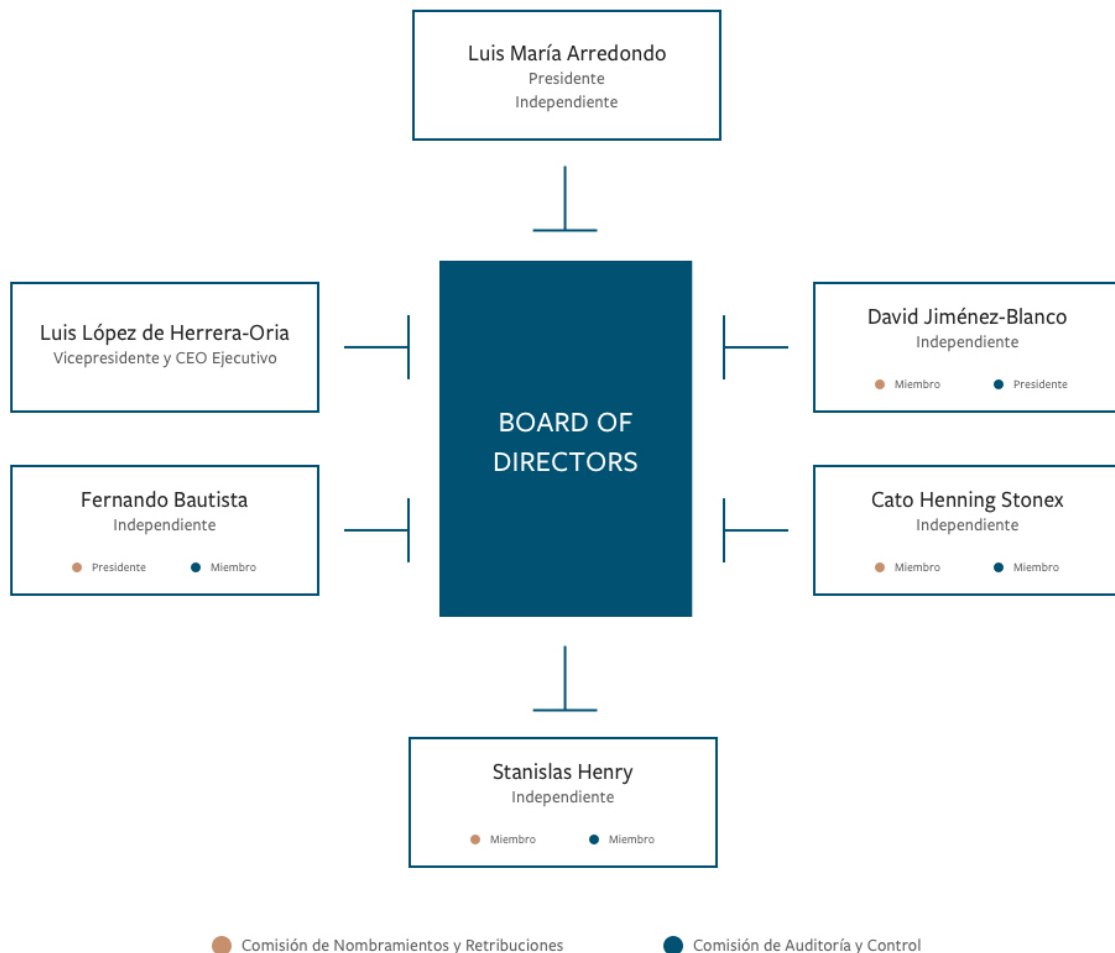 Luis María Arredondo
Presidente
Independiente
Luis López de Herrera-Oria
Vicepresidente y CEO Ejecutivo
David Jiménez-Blanco
Independiente
Miembro
Presidente
BOARD OF
DIRECTORS
Fernando Bautista
Independiente
Presidente
Miembro
Cato Henning Stonex
Independiente
Miembro
Miembro
Stanislas Henry
Independiente
Miembro
Miembro
Comisión de Nombramientos y Retribuciones
Comisión de Auditoría y Control